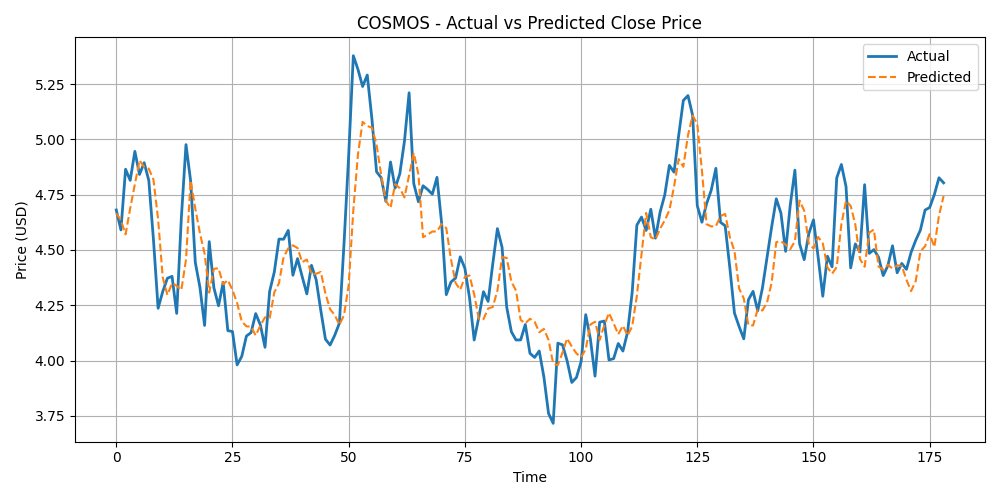 COSMOS - Actual vs Predicted Close Price
Actual
Predicted
5.25
5.00
4.75
4.50
4.25
4.00
3.75
Price (USD)
0 25 50 75 100 125 150 175
Time